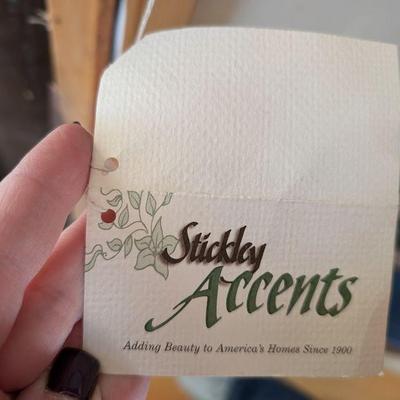 Stickley
Accents
Adding Beauty to America's Homes Since 1900